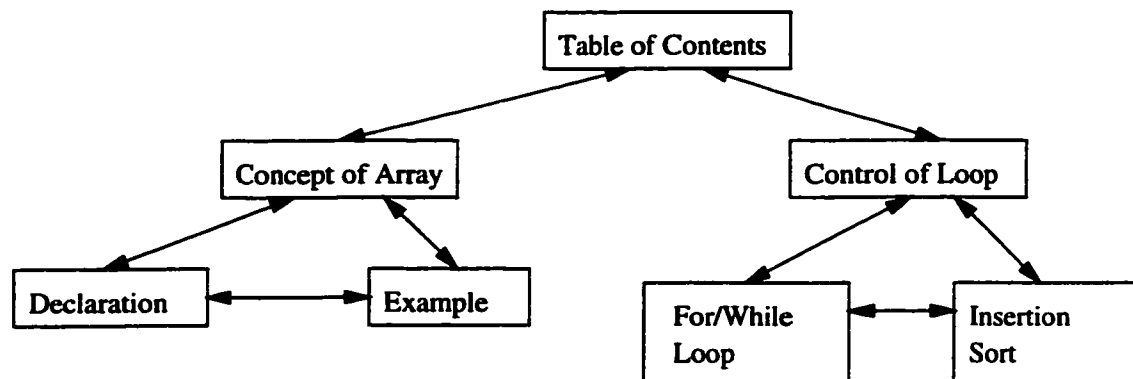 Table of Contents
Concept of Array
Control of Loop
Declaration
Example
For/While
Loop
Insertion
Sort